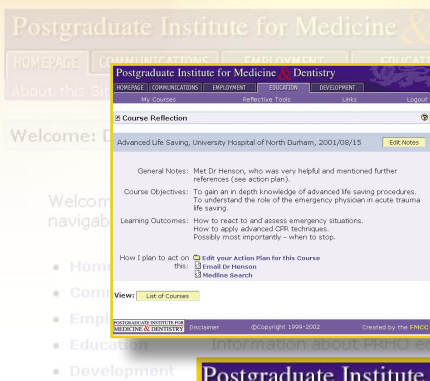 Postgraduate Institute for Medicine &
HOMEPAGE COMMUNICATIONS EMPLOYMENT EDUCATION
About this Si
Welcome: D
Welcom
navigab
Hom
Com
Empl
Education Information about PRHO ed
Development
Postgraduate Institute for Medicine & Dentistry
HOMEPAGE COMMUNICATIONS EMPLOYMENT EDUCATION DEVELOPMENT
My Courses Reflective Tools Links Logout
Course Reflection
Advanced Life Saving, University Hospital of North Durham, 2001/08/15 Edit Notes
General Notes: Met Dr Henson, who was very helpful and mentioned further
references (see action plan).
Course Objectives: To gain an in depth knowledge of advanced life saving procedures.
To understand the role of the emergency physician in acute trauma
life saving.
Learning Outcomes: How to react to and assess emergency situations.
How to apply advanced CPR techniques.
Possibly most importantly - when to stop.
How I plan to act on Edit your Action Plan for this Course
this: Email Dr Henson
Medline Search
View: List of Courses
POSTGRADUATE INSTITUTE FOR
MEDICINE & DENTISTRY Disclaimer ©Copyright 1999-2002 Created by the FMCC
Postgraduate Institute